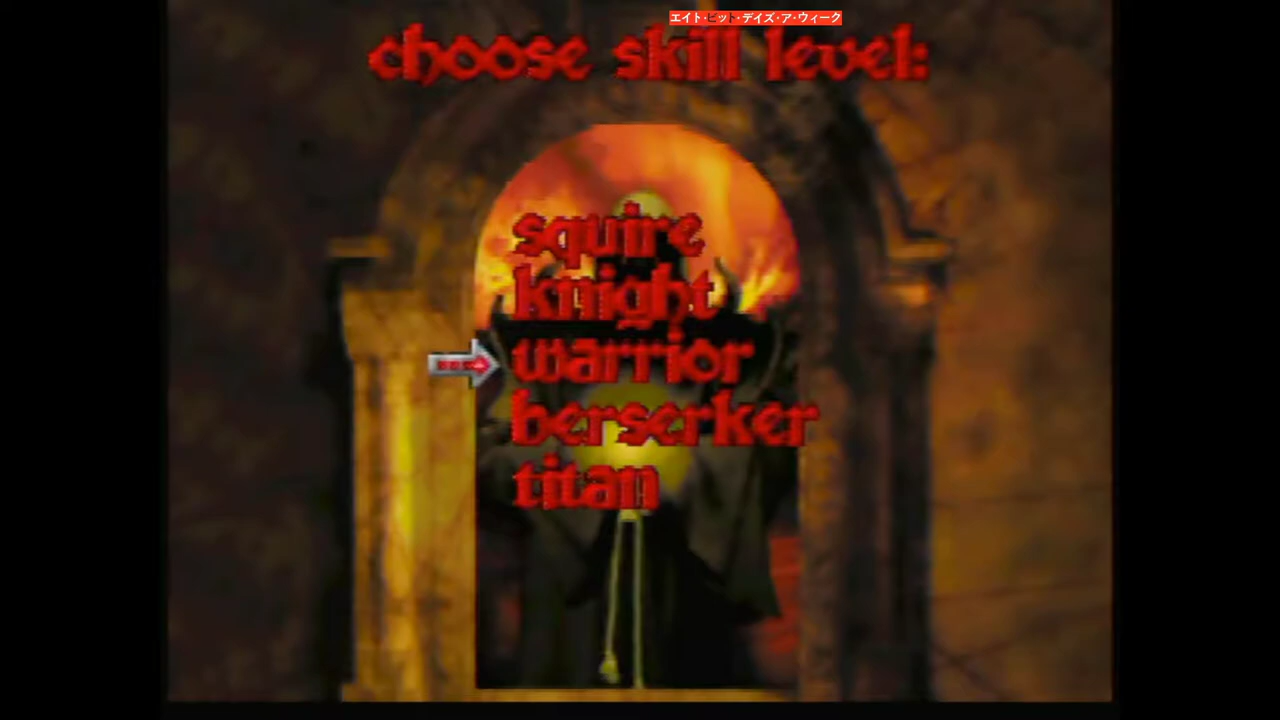 エイト・ビット・デイズ・ア・ウィーク
choose skill level:
squire
knight
warrior
berserker
titan